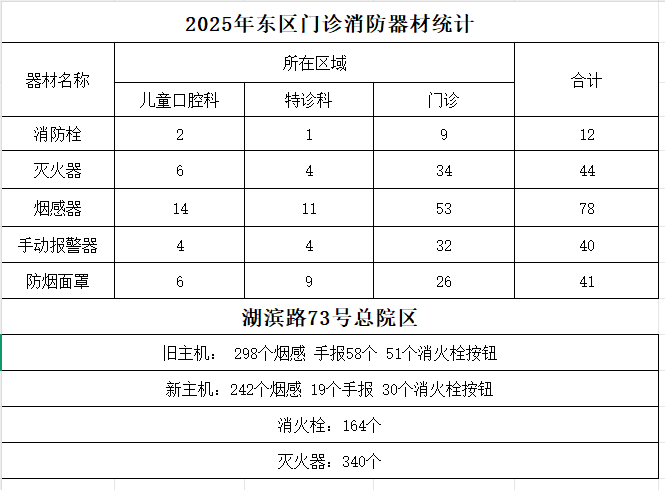 2025年东区门诊消防器材统计
器材名称 所在区域 合计
儿童口腔科 特诊科 门诊
消防栓 2 1 9 12
灭火器 6 4 34 44
烟感器 14 11 53 78
手动报警器 4 4 32 40
防烟面罩 6 9 26 41
湖滨路73号总院区
旧主机： 298个烟感 手报58个 51个消火栓按钮
新主机：242个烟感 19个手报 30个消火栓按钮
消火栓：164个
灭火器：340个